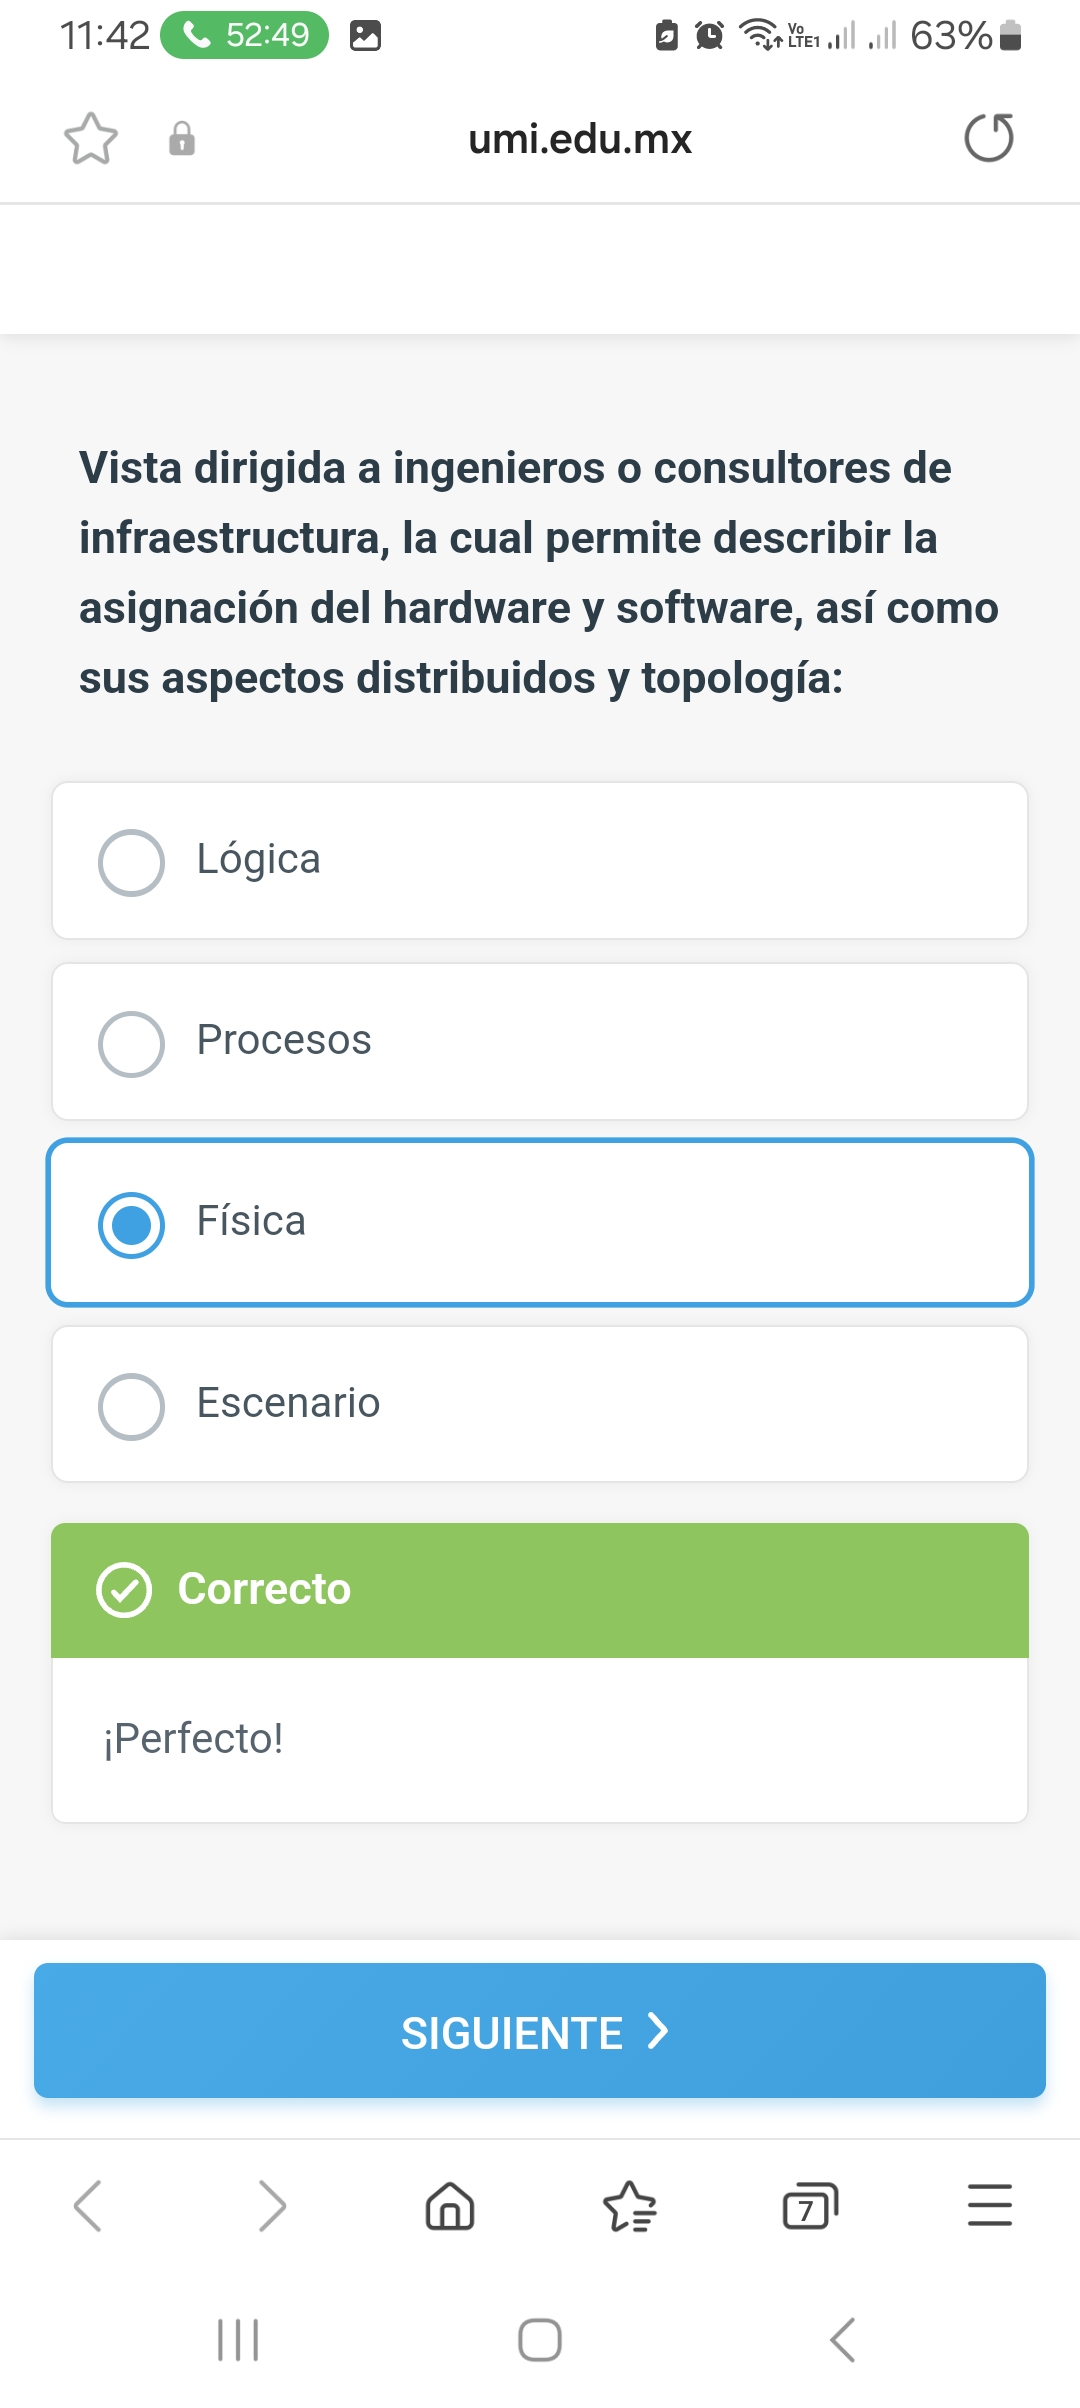 11:42 52:49 Vo LTE1 63%
umi.edu.mx
Vista dirigida a ingenieros o consultores de
infraestructura, la cual permite describir la
asignación del hardware y software, así como
sus aspectos distribuidos y topología:
Lógica
Procesos
Física
Escenario
Correcto
¡Perfecto!
SIGUIENTE
7